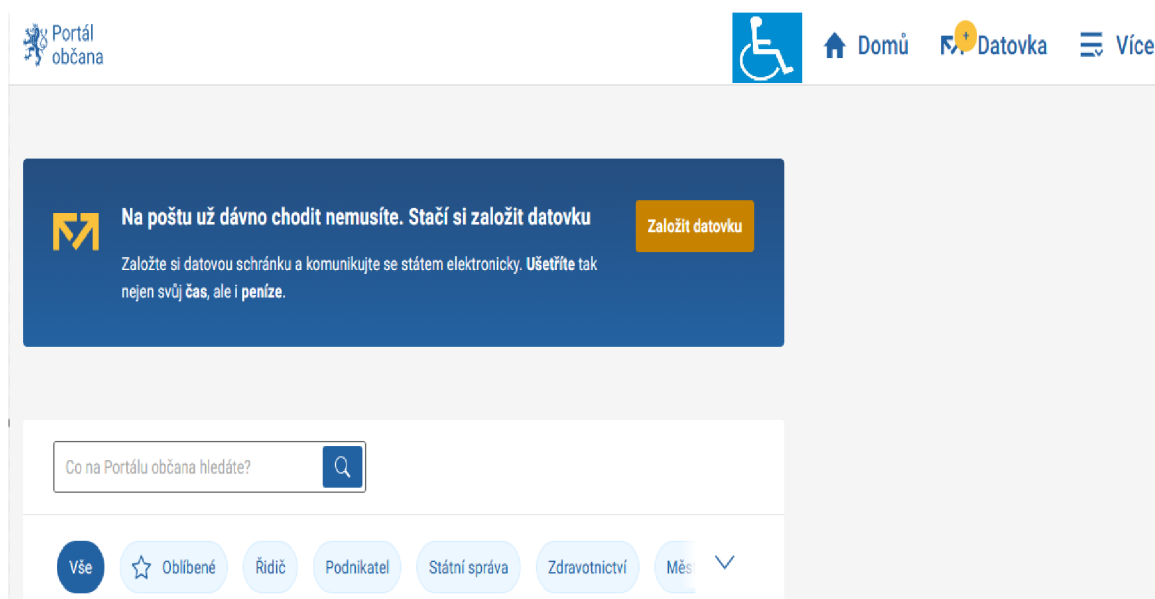 Portál
občana
Domů
Datovka
Více
Na poštu už dávno chodit nemusíte. Stačí si založit datovku
Založit datovku
Založte si datovou schránku a komunikujte se státem elektronicky. Ušetříte tak
nejen svůj čas, ale i peníze.
Co na Portálu občana hledáte?
Vše
Oblíbené
Řidič
Podnikatel
Státní správa
Zdravotnictví
Měs